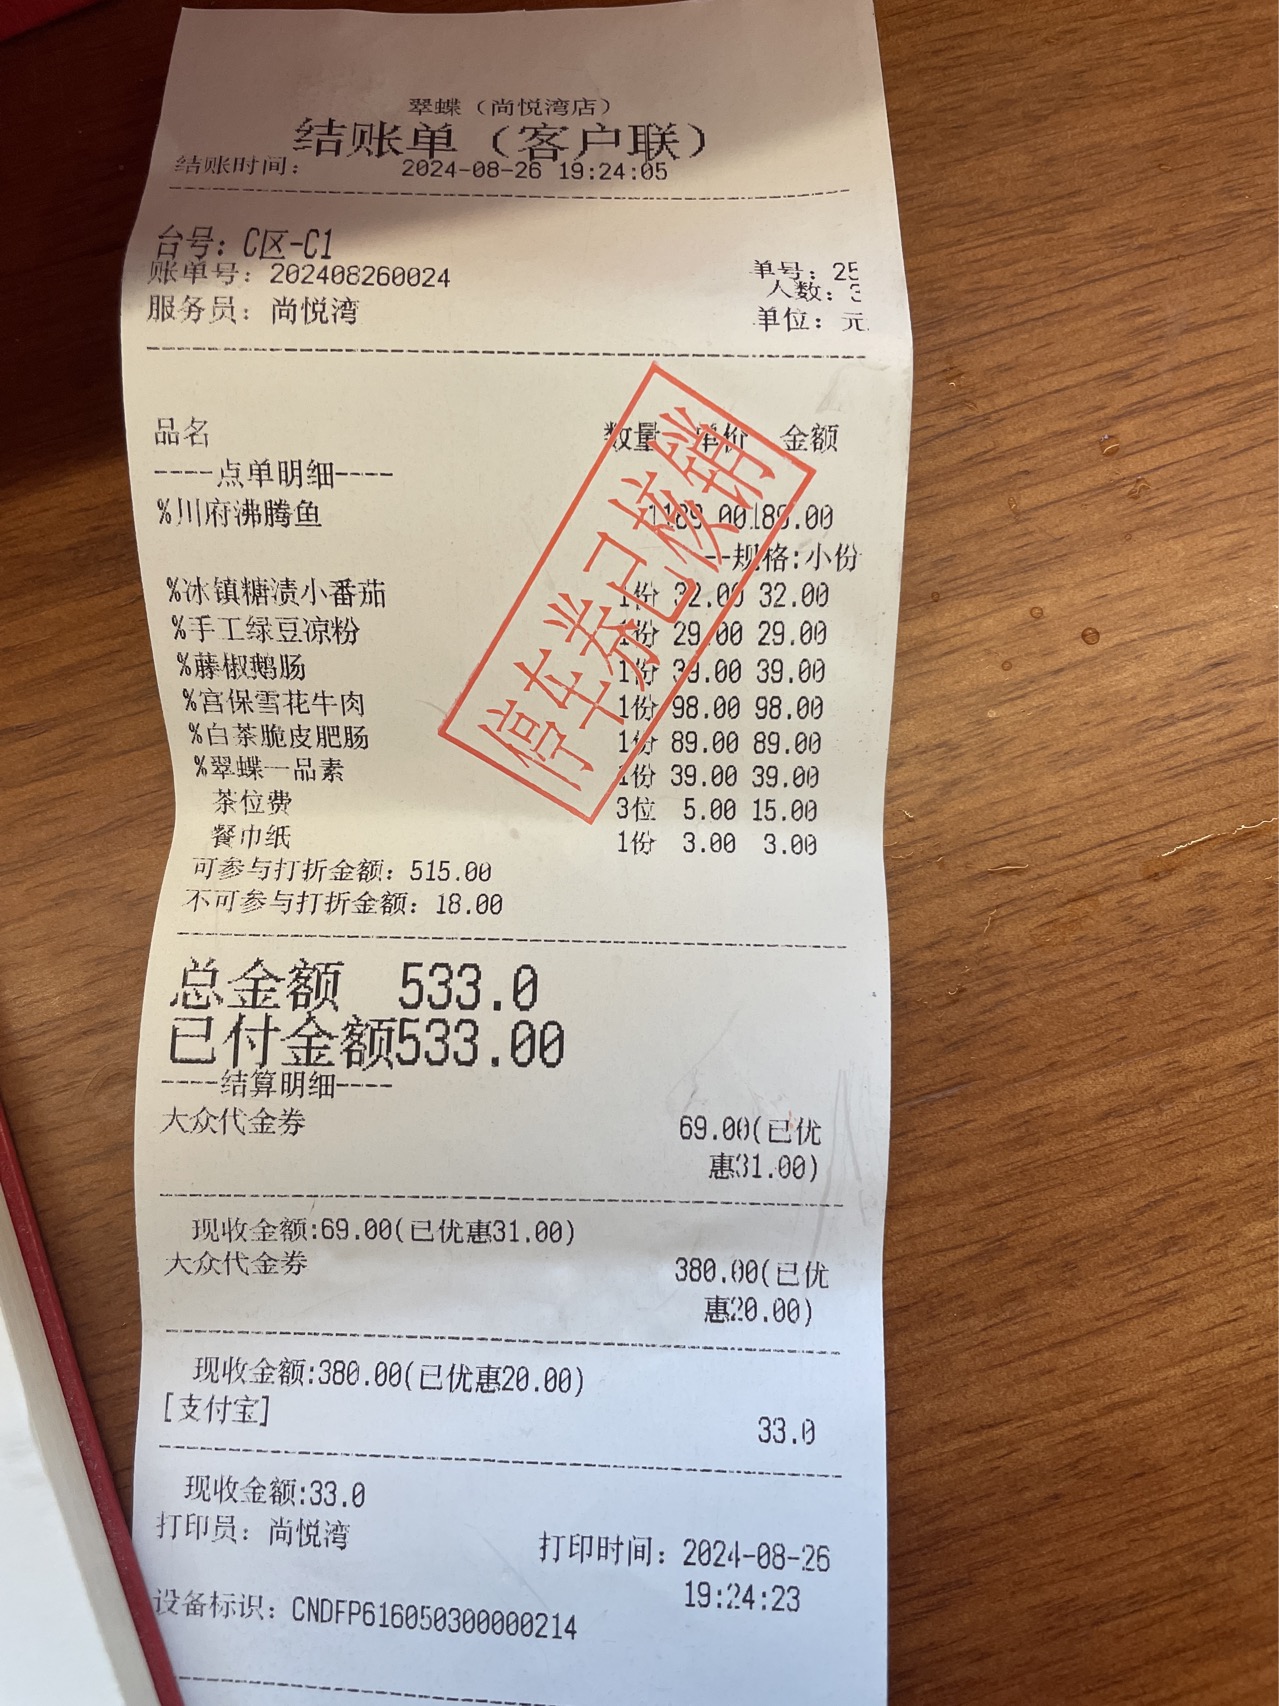 翠蝶（尚悦湾店）
结账单（客户联）
结账时间： 2024-08-26 19:24:05
台号：C区-C1
账单号：202408260024 单号：25
人数：3
服务员：尚悦湾 单位：元
品名 数量 单价 金额
----点单明细----
%川府沸腾鱼 1189.00189.00
--规格:小份
%冰镇糖渍小番茄 1份 32.00 32.00
%手工绿豆凉粉 1份 29.00 29.00
%藤椒鹅肠 1份 39.00 39.00
%宫保雪花牛肉 1份 98.00 98.00
%白茶脆皮肥肠 1份 89.00 89.00
%翠蝶一品素 1份 39.00 39.00
茶位费 3位 5.00 15.00
餐巾纸 1份 3.00 3.00
可参与打折金额：515.00
不可参与打折金额：18.00
停车券已核销
总金额 533.0
已付金额533.00
----结算明细----
大众代金券 69.00(已优
惠31.00)
现收金额:69.00(已优惠31.00)
大众代金券 380.00(已优
惠20.00)
现收金额:380.00(已优惠20.00)
[支付宝] 33.0
现收金额:33.0
打印员：尚悦湾 打印时间：2024-08-26
19:24:23
设备标识：CNDFP616050300000214